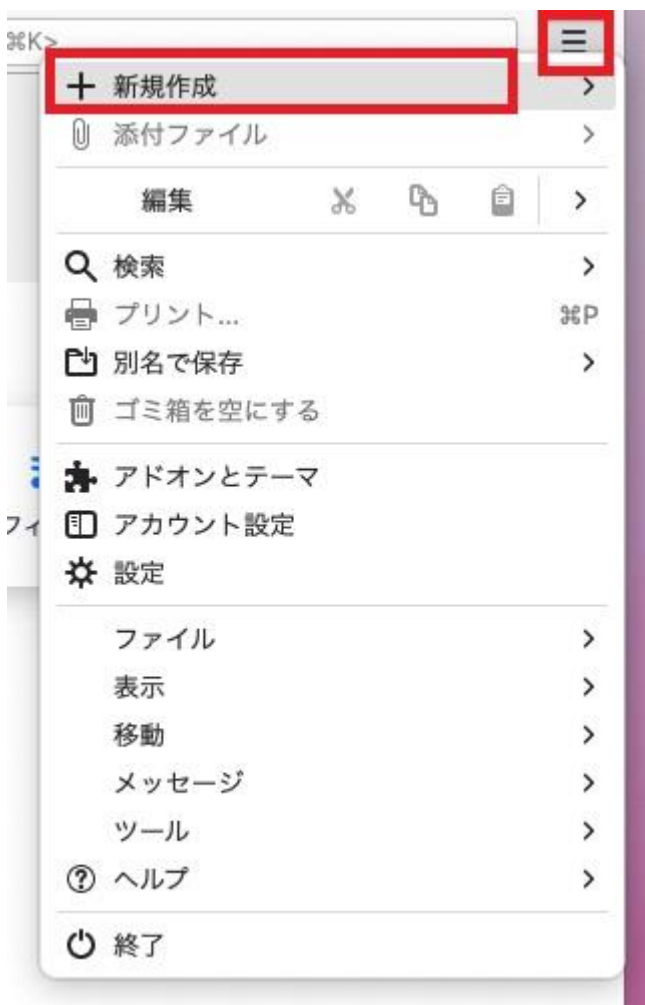 ⌘K>
新規作成
添付ファイル
編集
検索
プリント... ⌘P
別名で保存
ゴミ箱を空にする
アドオンとテーマ
フィ
アカウント設定
設定
ファイル
表示
移動
メッセージ
ツール
ヘルプ
終了